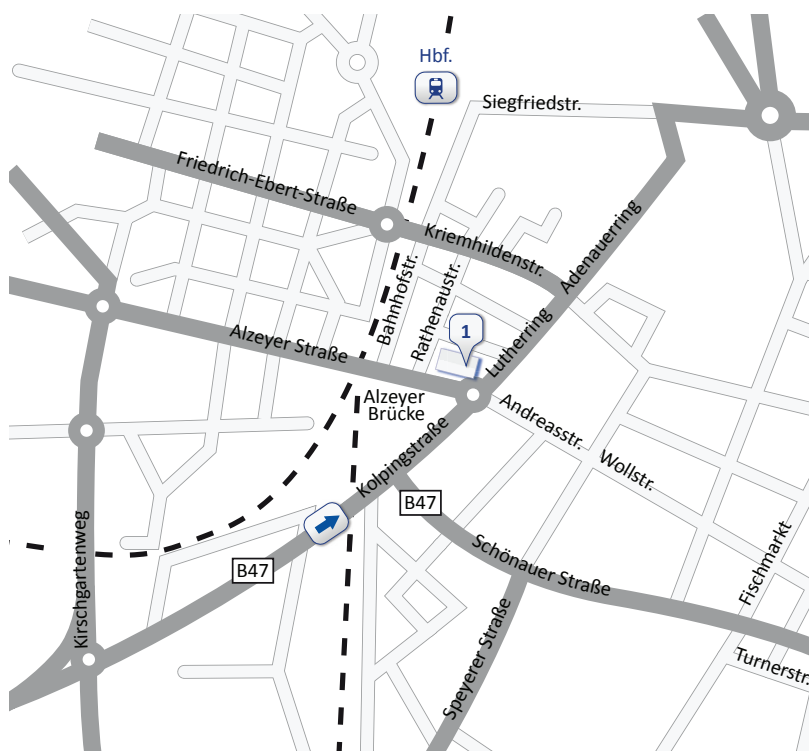 Hbf.
Siegfriedstr.
Friedrich-Ebert-Straße
Kriemhildenstr.
Adenauerring
Bahnhofstr.
Rathenaustr.
1
Lutherring
Alzeyer Straße
Alzeyer
Brücke
Andreasstr.
Kolpingstraße
Wollstr.
B47
Schönauer Straße
Fischmarkt
B47
Kirschgartenweg
Speyerer Straße
Turnerstr.